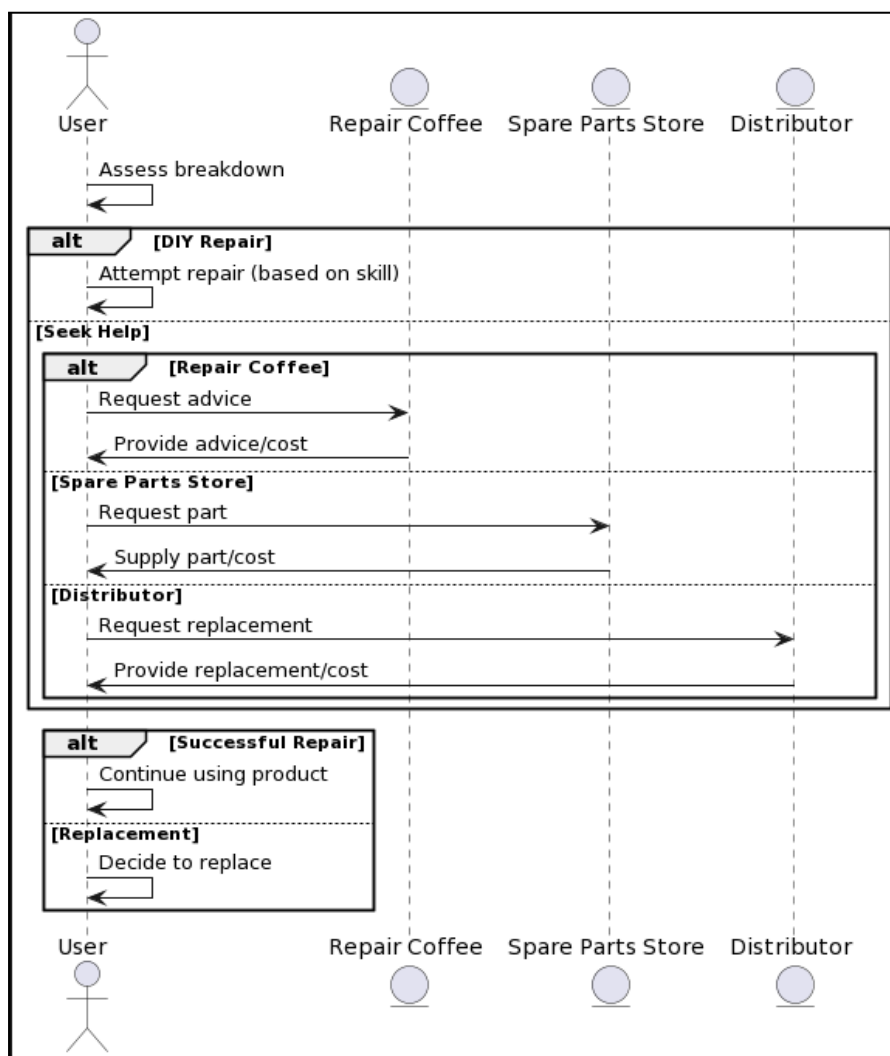 User
Repair Coffee
Spare Parts Store
Distributor
Assess breakdown
alt
[DIY Repair]
Attempt repair (based on skill)
[Seek Help]
alt
[Repair Coffee]
Request advice
Provide advice/cost
[Spare Parts Store]
Request part
Supply part/cost
[Distributor]
Request replacement
Provide replacement/cost
alt
[Successful Repair]
Continue using product
[Replacement]
Decide to replace
User
Repair Coffee
Spare Parts Store
Distributor